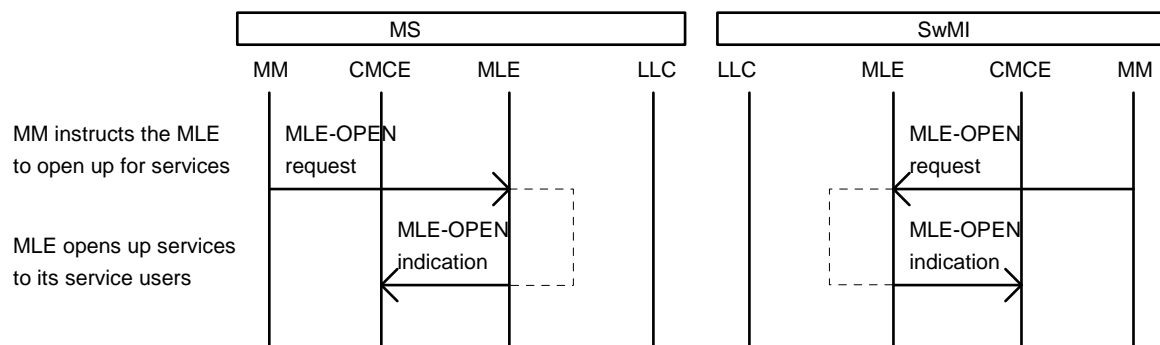 MS SwMI
MM CMCE MLE LLC LLC MLE CMCE MM
MM instructs the MLE
to open up for services
MLE-OPEN
request
MLE-OPEN
request
MLE opens up services
to its service users
MLE-OPEN
indication
MLE-OPEN
indication